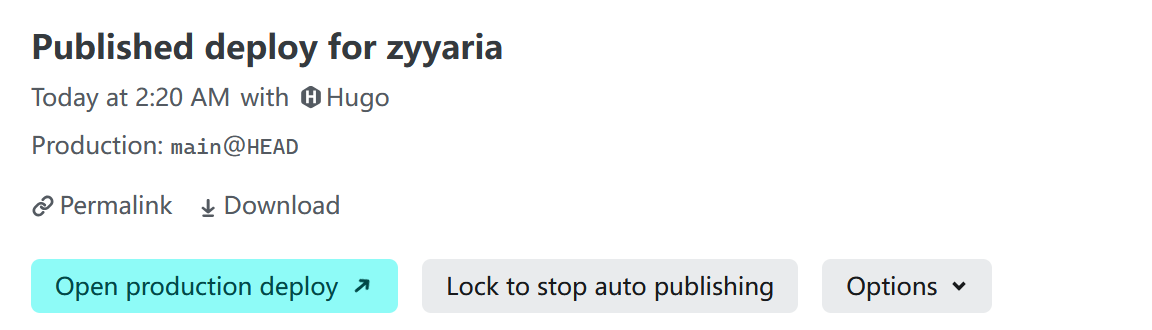 Published deploy for zyyaria
Today at 2:20 AM with Hugo
Production: main@HEAD
Permalink Download
Open production deploy Lock to stop auto publishing Options